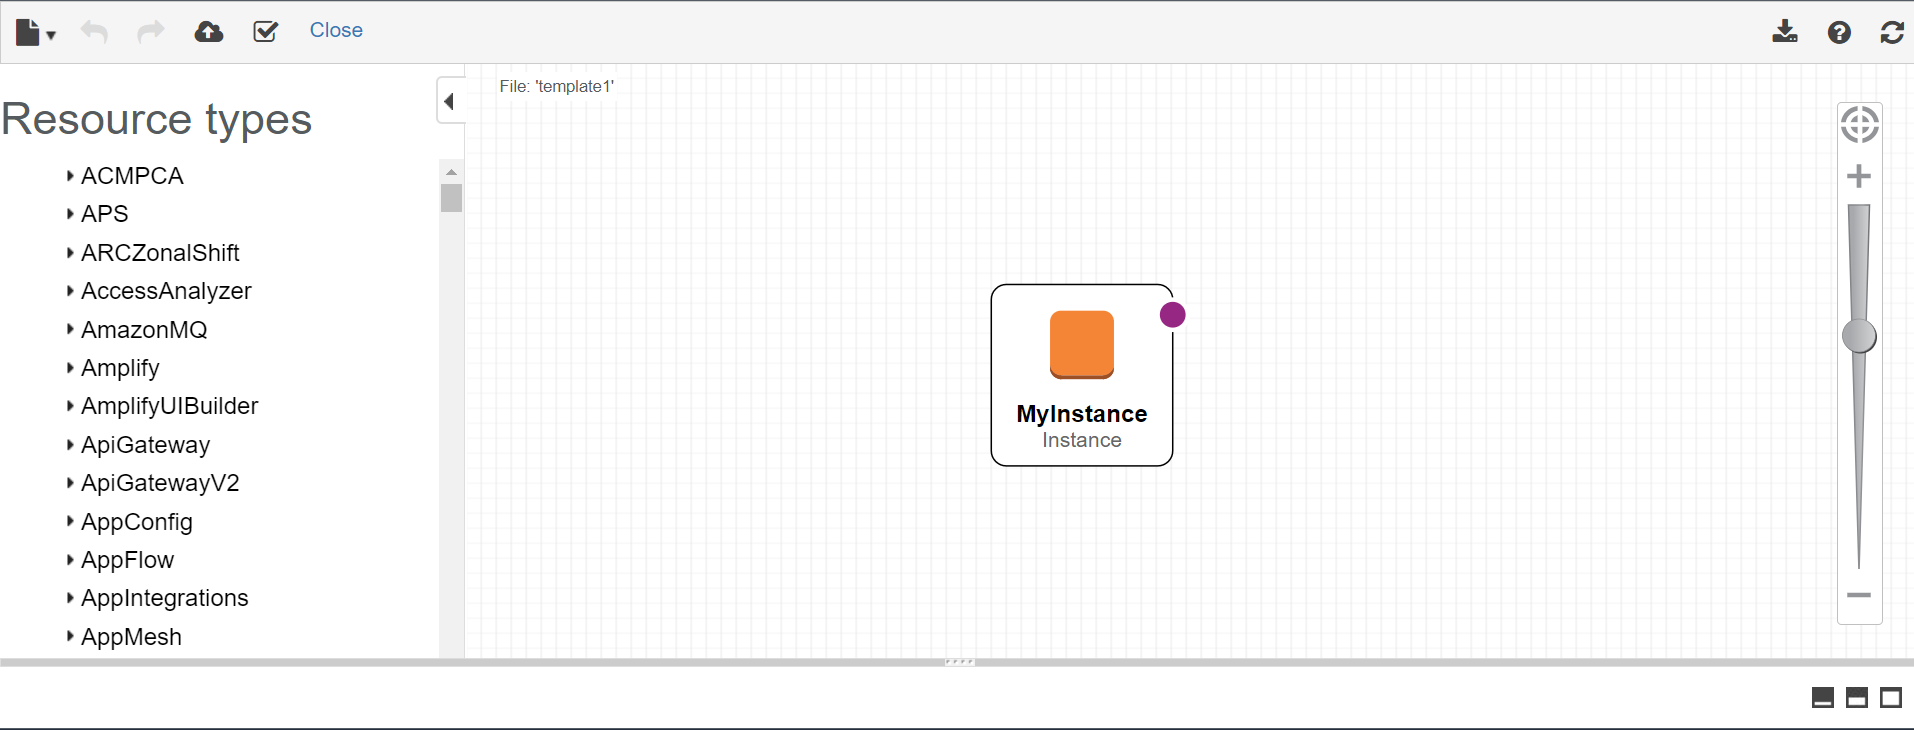 Close
File: 'template1'
Resource types
ACMPCA
APS
ARCZonalShift
AccessAnalyzer
AmazonMQ
Amplify
AmplifyUIBuilder
ApiGateway
ApiGatewayV2
AppConfig
AppFlow
AppIntegrations
AppMesh
MyInstance
Instance